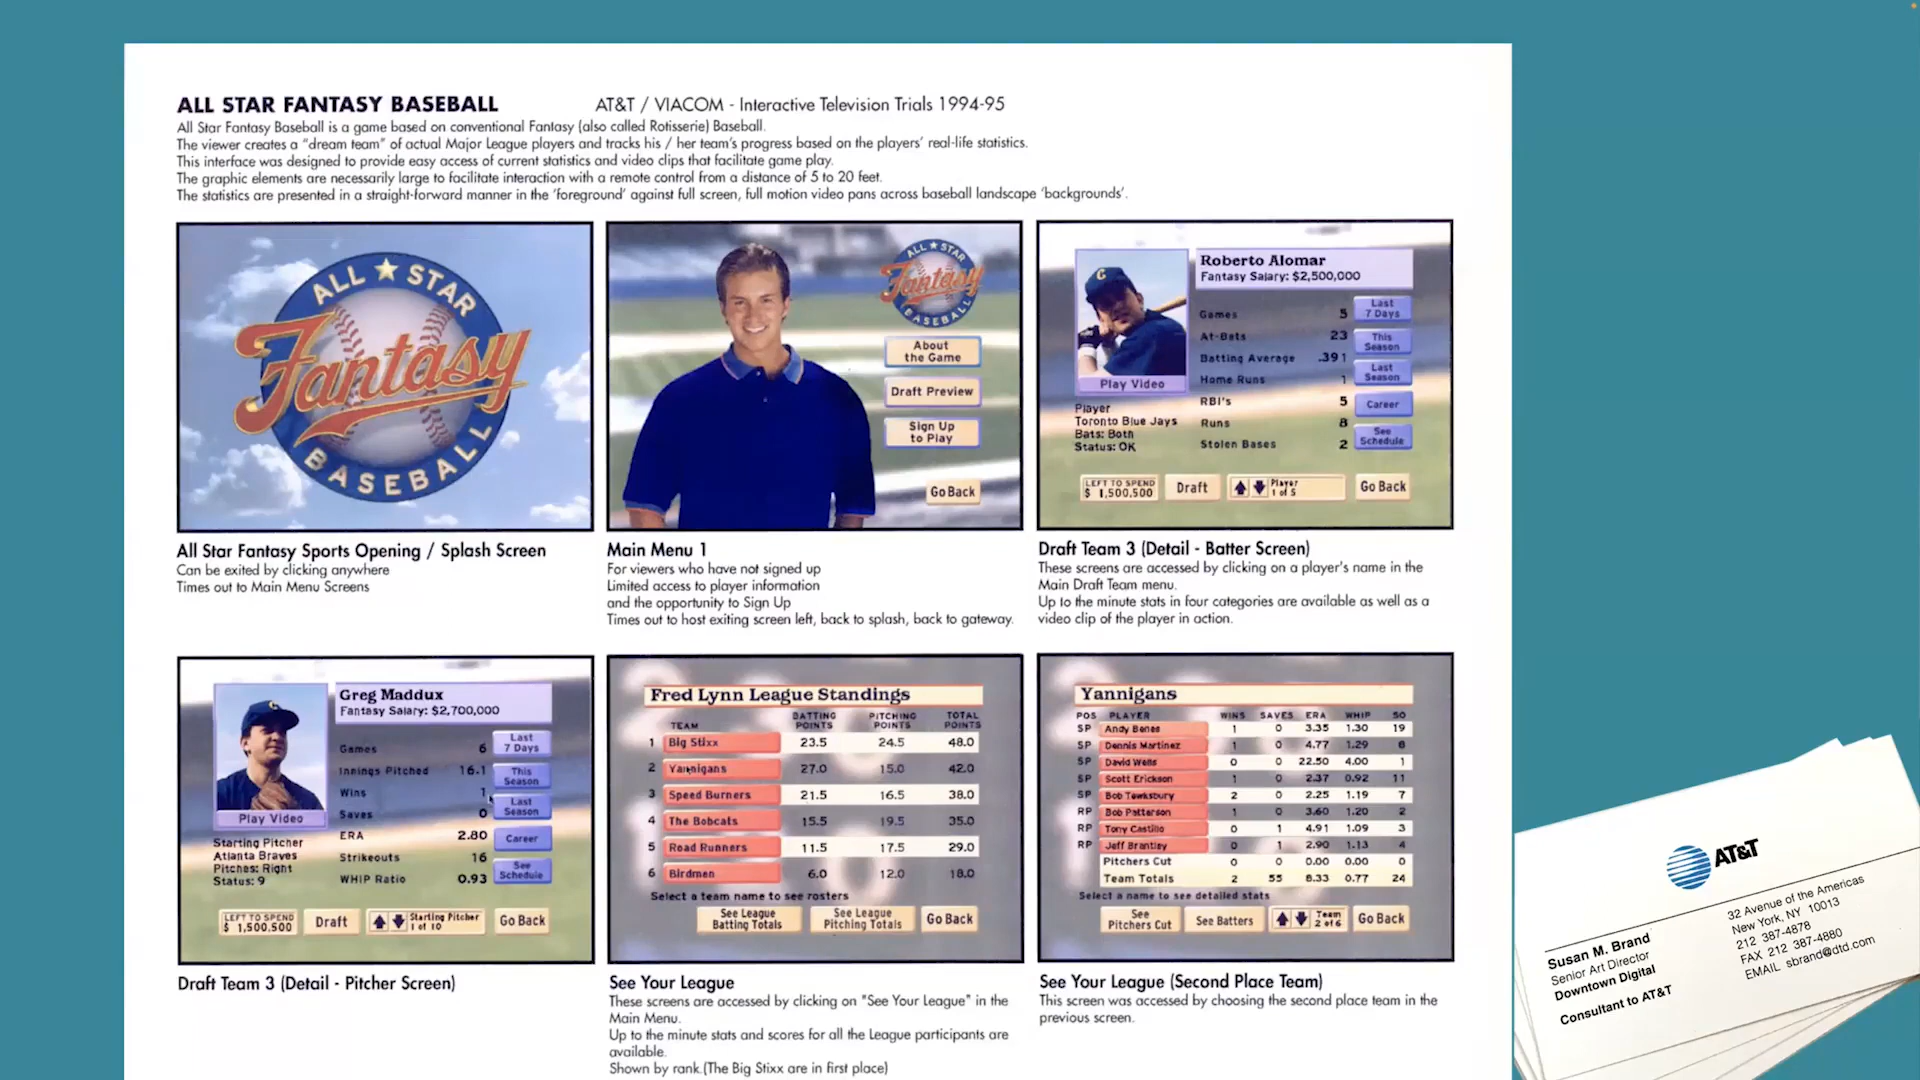 ALL STAR FANTASY BASEBALL
AT&T / VIACOM - Interactive Television Trials 1994-95
All Star Fantasy Baseball is a game based on conventional Fantasy (also called Rotisserie) Baseball.
The viewer creates a "dream team" of actual Major League players and tracks his / her team's progress based on the players' real-life statistics.
This interface was designed to provide easy access of current statistics and video clips that facilitate game play.
The graphic elements are necessarily large to facilitate interaction with a remote control from a distance of 5 to 20 feet.
The statistics are presented in a straight-forward manner in the 'foreground' against full screen, full motion video pans across baseball landscape 'backgrounds'.
ALL ★ STAR
Fantasy
BASEBALL
All Star Fantasy Sports Opening / Splash Screen
Can be exited by clicking anywhere
Times out to Main Menu Screens
ALL ★ STAR
Fantasy
BASEBALL
About
the Game
Draft Preview
Sign Up
to Play
Go Back
Main Menu 1
For viewers who have not signed up
Limited access to player information
and the opportunity to Sign Up
Times out to host exiting screen left, back to splash, back to gateway.
Roberto Alomar
Fantasy Salary: $2,500,000
Play Video
Player
Toronto Blue Jays
Bats: Both
Status: OK
Games 5
At-Bats 23
Batting Average .391
Home Runs 1
RBI's 5
Runs 8
Stolen Bases 2
Last
7 Days
This
Season
Last
Season
Career
See
Schedule
LEFT TO SPEND
$ 1,500,500
Draft
Player
1 of 5
Go Back
Draft Team 3 (Detail - Batter Screen)
These screens are accessed by clicking on a player's name in the
Main Draft Team menu.
Up to the minute stats in four categories are available as well as a
video clip of the player in action.
Greg Maddux
Fantasy Salary: $2,700,000
Play Video
Starting Pitcher
Atlanta Braves
Pitches: Right
Status: 9
Games 6
Innings Pitched 16.1
Wins 1
Saves 0
ERA 2.80
Strikeouts 16
WHIP Ratio 0.93
Last
7 Days
This
Season
Last
Season
Career
See
Schedule
LEFT TO SPEND
$ 1,500,500
Draft
Starting Pitcher
1 of 10
Go Back
Draft Team 3 (Detail - Pitcher Screen)
Fred Lynn League Standings
TEAM BATTING POINTS PITCHING POINTS TOTAL POINTS
1 Big Stixx 23.5 24.5 48.0
2 Yannigans 27.0 15.0 42.0
3 Speed Burners 21.5 16.5 38.0
4 The Bobcats 15.5 19.5 35.0
5 Road Runners 11.5 17.5 29.0
6 Birdmen 6.0 12.0 18.0
Select a team name to see rosters
See League
Batting Totals
See League
Pitching Totals
Go Back
See Your League
These screens are accessed by clicking on "See Your League" in the
Main Menu.
Up to the minute stats and scores for all the League participants are
available.
Shown by rank.(The Big Stixx are in first place)
Yannigans
POS PLAYER WINS SAVES ERA WHIP SO
SP Andy Benes 1 0 3.35 1.30 19
SP Dennis Martinez 1 0 4.77 1.29 8
SP David Wells 0 0 22.50 4.00 1
SP Scott Erickson 1 0 2.37 0.92 11
SP Bob Tewksbury 2 0 2.25 1.19 7
RP Bob Patterson 1 0 3.60 1.20 2
RP Tony Castillo 0 1 4.91 1.09 3
RP Jeff Brantley 0 1 2.90 1.13 4
Pitchers Cut 0 0 0.00 0.00 0
Team Totals 2 55 8.33 0.77 24
Select a name to see detailed stats
See
Pitchers Cut
See Batters
Team
2 of 6
Go Back
See Your League (Second Place Team)
This screen was accessed by choosing the second place team in the
previous screen.
AT&T
Susan M. Brand
Senior Art Director
Downtown Digital
Consultant to AT&T
32 Avenue of the Americas
New York, NY 10013
212 387-4878
FAX 212 387-4880
EMAIL sbrand@dtd.com